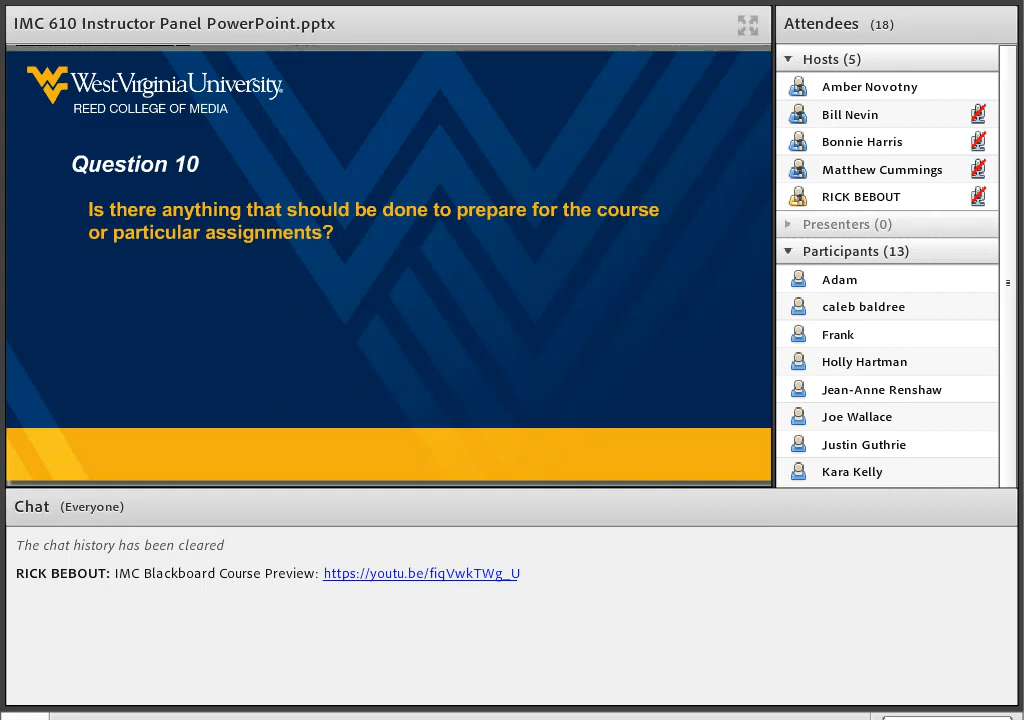 IMC 610 Instructor Panel PowerPoint.pptx
WestVirginiaUniversity®
REED COLLEGE OF MEDIA
Question 10
Is there anything that should be done to prepare for the course
or particular assignments?
Attendees (18)
Hosts (5)
Amber Novotny
Bill Nevin
Bonnie Harris
Matthew Cummings
RICK BEBOUT
Presenters (0)
Participants (13)
Adam
caleb baldree
Frank
Holly Hartman
Jean-Anne Renshaw
Joe Wallace
Justin Guthrie
Kara Kelly
Chat (Everyone)
The chat history has been cleared
RICK BEBOUT: IMC Blackboard Course Preview: https://youtu.be/fiqVwkTWg_U